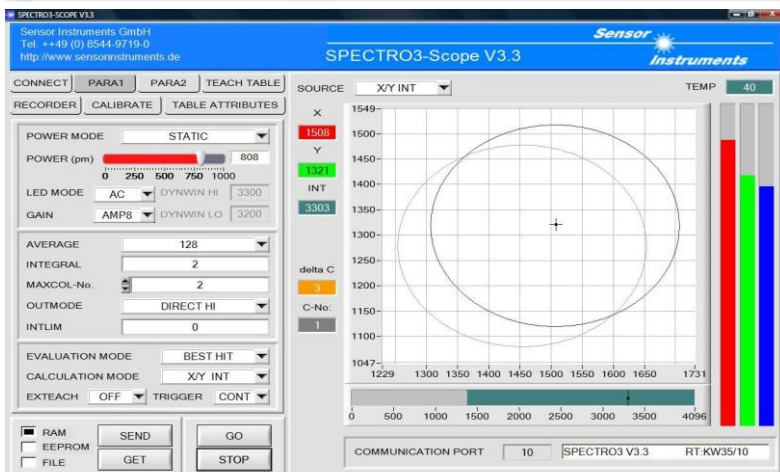 SPECTRO3-SCOPE V3.3
Sensor Instruments GmbH
Tel. ++49 (0) 8544-9719-0
http://www.sensorinstruments.de
SPECTRO3-Scope V3.3
Sensor
Instruments
CONNECT PARA1 PARA2 TEACH TABLE
RECORDER CALIBRATE TABLE ATTRIBUTES
POWER MODE STATIC
POWER (pm) 808
0 250 500 750 1000
LED MODE AC DYNWIN HI 3300
GAIN AMP8 DYNWIN LO 3200
AVERAGE 128
INTEGRAL 2
MAXCOL-No. 2
OUTMODE DIRECT HI
INTLIM 0
EVALUATION MODE BEST HIT
CALCULATION MODE X/Y INT
EXTEACH OFF TRIGGER CONT
RAM
EEPROM
FILE
SEND GO
GET STOP
SOURCE X/Y INT TEMP 40
X
1508
Y
1321
INT
3303
delta C
3
C-No:
1
1549-
1500-
1450-
1400-
1350-
1300-
1250-
1200-
1150-
1100-
1047-
1229 1300 1350 1400 1450 1500 1550 1600 1650 1731
0 500 1000 1500 2000 2500 3000 3500 4096
COMMUNICATION PORT 10 SPECTRO3 V3.3 RT:KW35/10